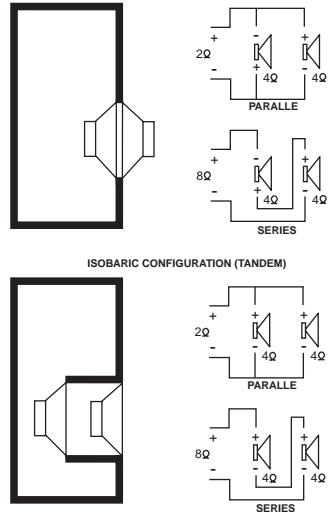 + - +
2Ω
- + -
4Ω 4Ω
PARALLE
+ - +
8Ω
- + -
4Ω 4Ω
SERIES
ISOBARIC CONFIGURATION (TANDEM)
+ + +
2Ω
- - -
4Ω 4Ω
PARALLE
+ + +
8Ω
- - -
4Ω 4Ω
SERIES